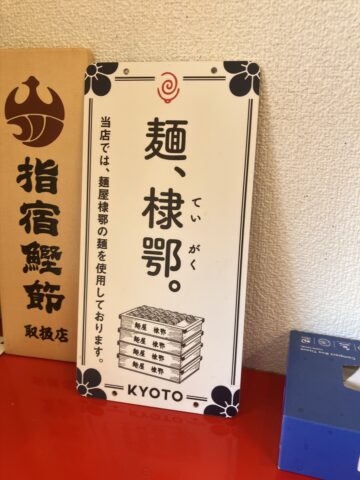 麺、棣鄂。
てい がく
当店では、麺屋棣鄂の麺を使用しております。
麺屋 棣鄂
麺屋 棣鄂
麺屋 棣鄂
麺屋 棣鄂
KYOTO
指宿鰹節
取扱店